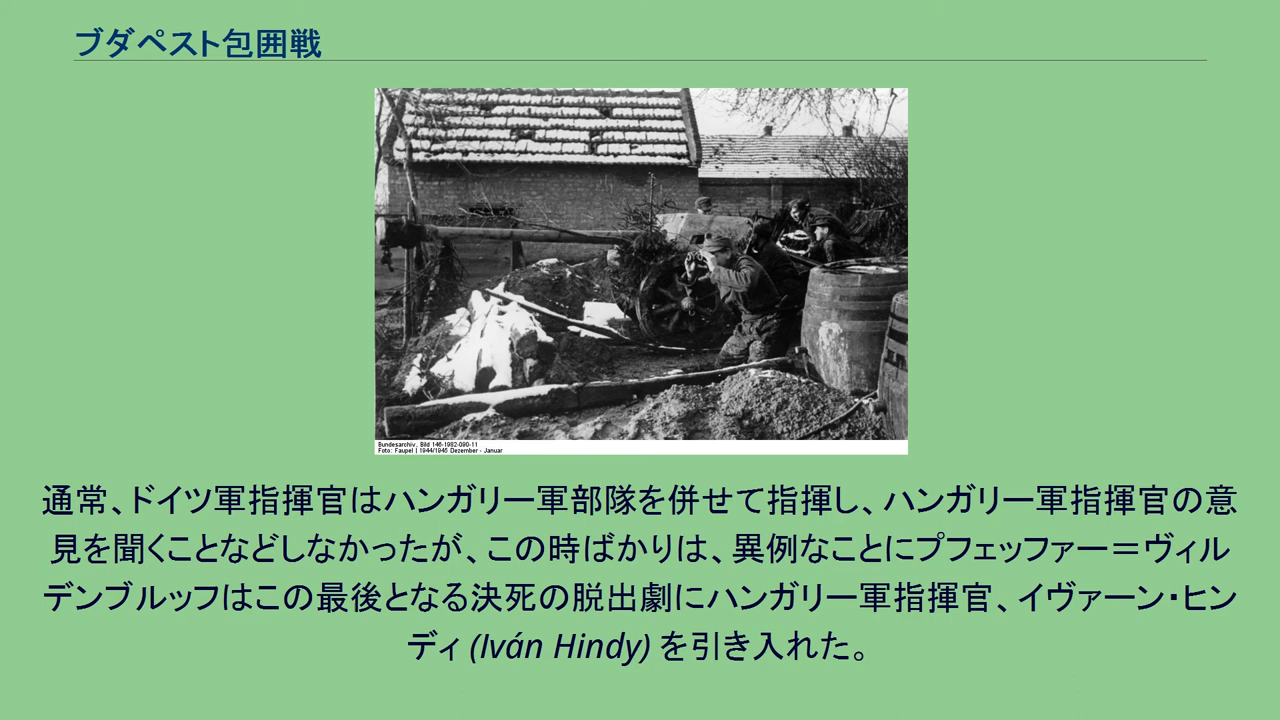 ブダペスト包囲戦
Bundesarchiv, Bild 146-1982-090-11
Foto: Faupel | 1944/1945 Dezember - Januar
通常、ドイツ軍指揮官はハンガリー軍部隊を併せて指揮し、ハンガリー軍指揮官の意
見を聞くことなどしなかったが、この時ばかりは、異例なことにプフェッファー＝ヴィル
デンブルッフはこの最後となる決死の脱出劇にハンガリー軍指揮官、イヴァーン・ヒン
ディ (Iván Hindy) を引き入れた。